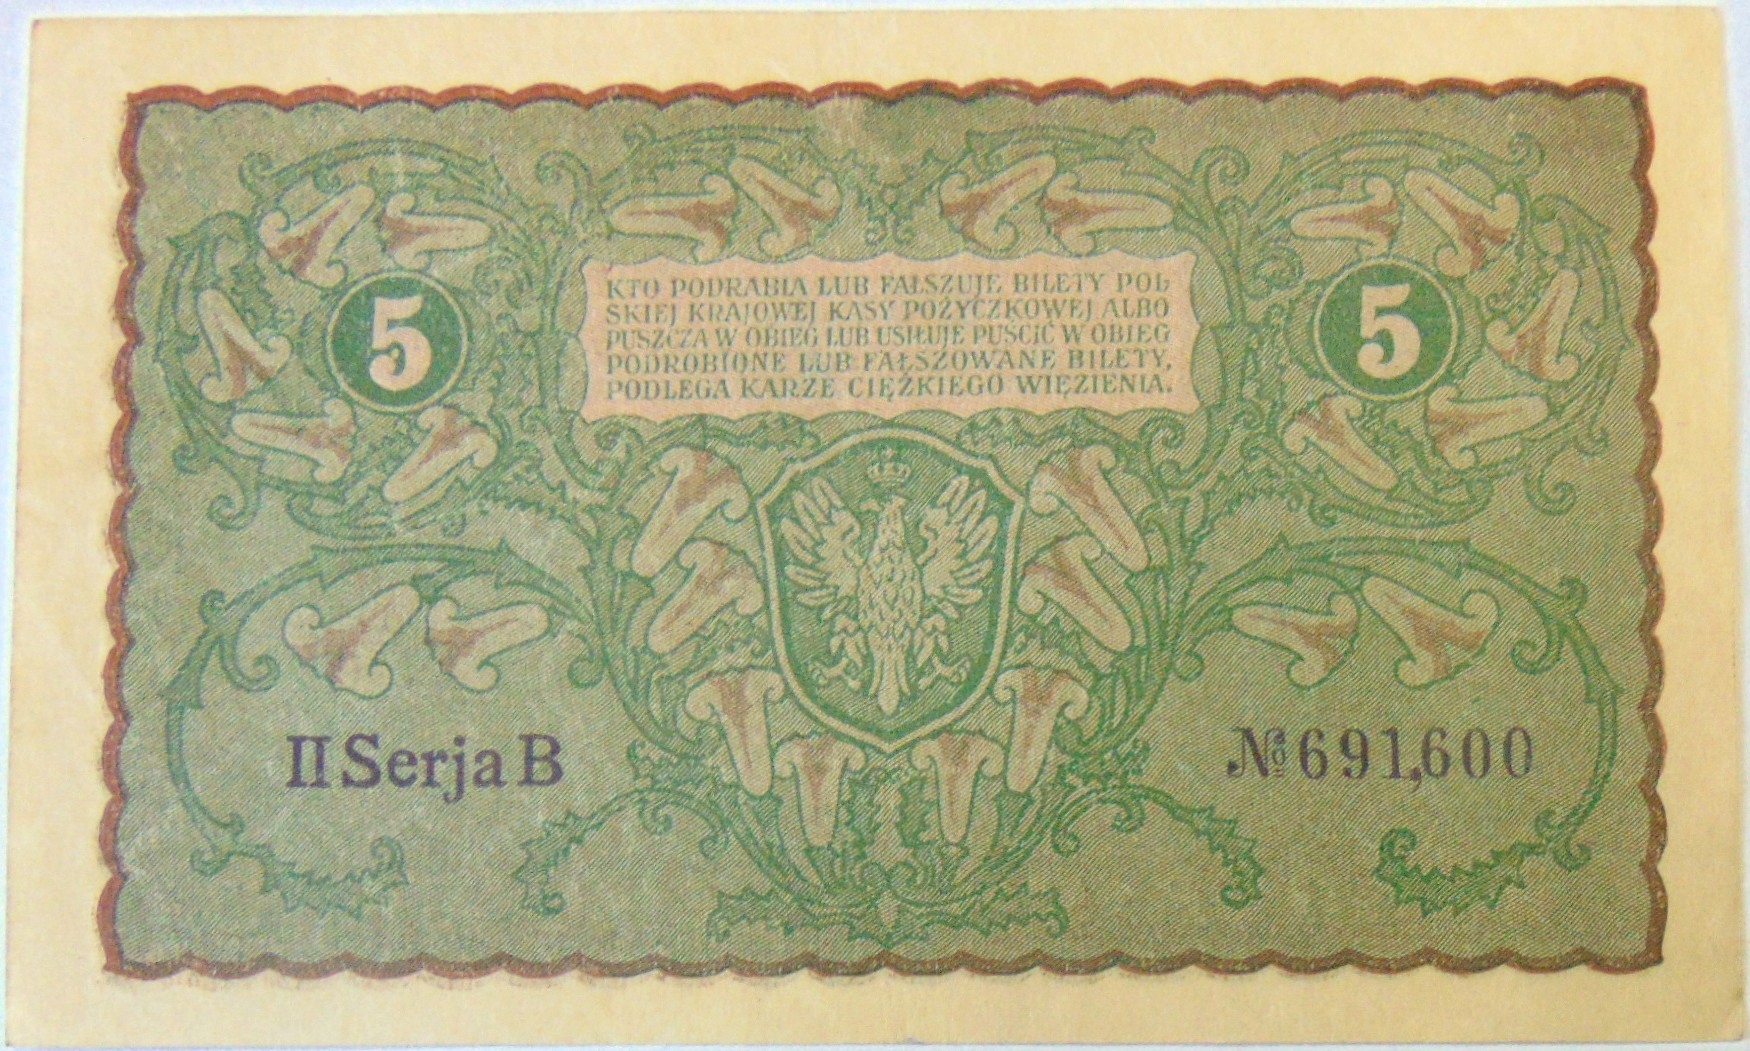 5
KTO PODRABIA LUB FAŁSZUJE BILETY POL
SKIEJ KRAJOWEJ KASY POŻYCZKOWEJ ALBO
PUSZCZA W OBIEG LUB USIŁUJE PUŚCIĆ W OBIEG
PODROBIONE LUB FAŁSZOWANE BILETY,
PODLEGA KARZE CIĘŻKIEGO WIĘZIENIA.
5
II Serja B
№ 691,600